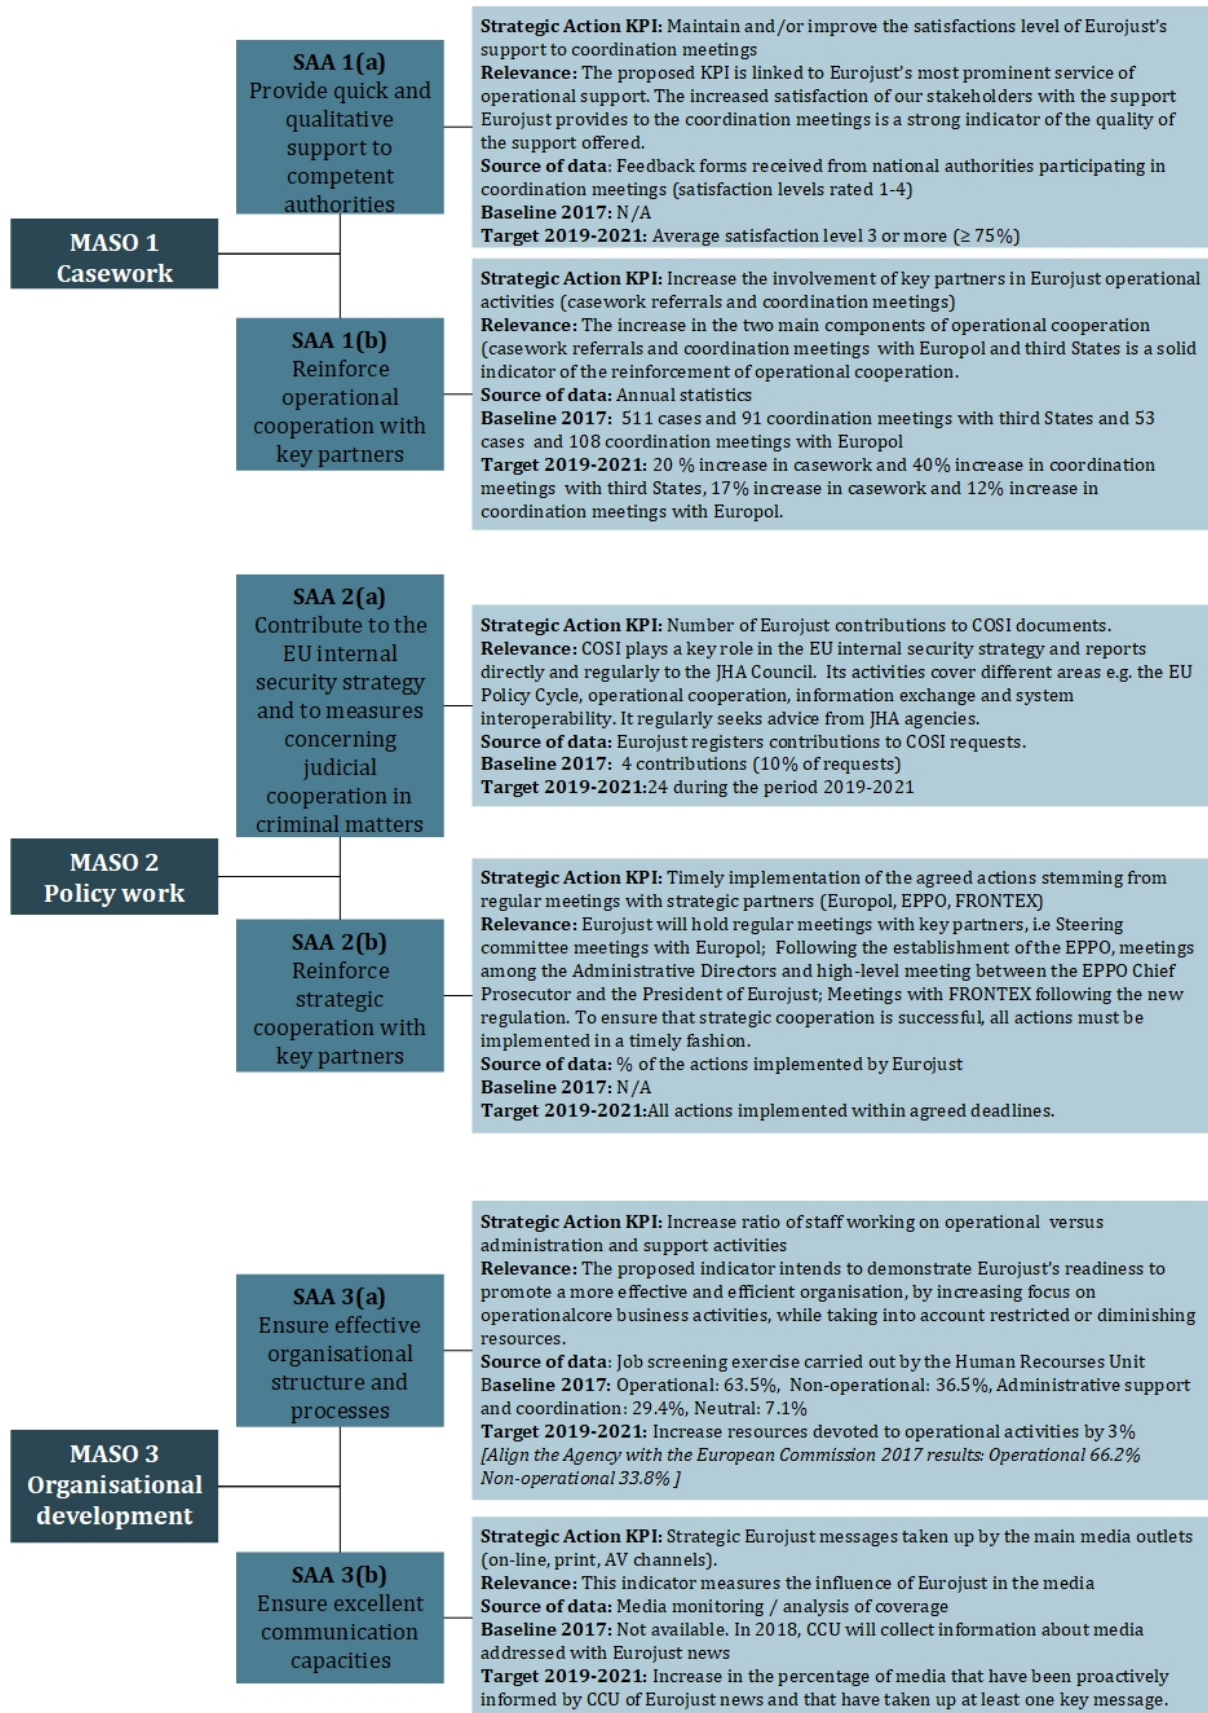 MASO 1
Casework
SAA 1(a)
Provide quick and
qualitative
support to
competent
authorities
Strategic Action KPI: Maintain and/or improve the satisfactions level of Eurojust's
support to coordination meetings
Relevance: The proposed KPI is linked to Eurojust's most prominent service of
operational support. The increased satisfaction of our stakeholders with the support
Eurojust provides to the coordination meetings is a strong indicator of the quality of
the support offered.
Source of data: Feedback forms received from national authorities participating in
coordination meetings (satisfaction levels rated 1-4)
Baseline 2017: N/A
Target 2019-2021: Average satisfaction level 3 or more (≥ 75%)
SAA 1(b)
Reinforce
operational
cooperation with
key partners
Strategic Action KPI: Increase the involvement of key partners in Eurojust operational
activities (casework referrals and coordination meetings)
Relevance: The increase in the two main components of operational cooperation
(casework referrals and coordination meetings with Europol and third States is a solid
indicator of the reinforcement of operational cooperation.
Source of data: Annual statistics
Baseline 2017: 511 cases and 91 coordination meetings with third States and 53
cases and 108 coordination meetings with Europol
Target 2019-2021: 20 % increase in casework and 40% increase in coordination
meetings with third States, 17% increase in casework and 12% increase in
coordination meetings with Europol.
MASO 2
Policy work
SAA 2(a)
Contribute to the
EU internal
security strategy
and to measures
concerning
judicial
cooperation in
criminal matters
Strategic Action KPI: Number of Eurojust contributions to COSI documents.
Relevance: COSI plays a key role in the EU internal security strategy and reports
directly and regularly to the JHA Council. Its activities cover different areas e.g. the EU
Policy Cycle, operational cooperation, information exchange and system
interoperability. It regularly seeks advice from JHA agencies.
Source of data: Eurojust registers contributions to COSI requests.
Baseline 2017: 4 contributions (10% of requests)
Target 2019-2021:24 during the period 2019-2021
SAA 2(b)
Reinforce
strategic
cooperation with
key partners
Strategic Action KPI: Timely implementation of the agreed actions stemming from
regular meetings with strategic partners (Europol, EPPO, FRONTEX)
Relevance: Eurojust will hold regular meetings with key partners, i.e Steering
committee meetings with Europol; Following the establishment of the EPPO, meetings
among the Administrative Directors and high-level meeting between the EPPO Chief
Prosecutor and the President of Eurojust; Meetings with FRONTEX following the new
regulation. To ensure that strategic cooperation is successful, all actions must be
implemented in a timely fashion.
Source of data: % of the actions implemented by Eurojust
Baseline 2017: N/A
Target 2019-2021:All actions implemented within agreed deadlines.
MASO 3
Organisational
development
SAA 3(a)
Ensure effective
organisational
structure and
processes
Strategic Action KPI: Increase ratio of staff working on operational versus
administration and support activities
Relevance: The proposed indicator intends to demonstrate Eurojust's readiness to
promote a more effective and efficient organisation, by increasing focus on
operationalcore business activities, while taking into account restricted or diminishing
resources.
Source of data: Job screening exercise carried out by the Human Recourses Unit
Baseline 2017: Operational: 63.5%, Non-operational: 36.5%, Administrative support
and coordination: 29.4%, Neutral: 7.1%
Target 2019-2021: Increase resources devoted to operational activities by 3%
[Align the Agency with the European Commission 2017 results: Operational 66.2%
Non-operational 33.8% ]
SAA 3(b)
Ensure excellent
communication
capacities
Strategic Action KPI: Strategic Eurojust messages taken up by the main media outlets
(on-line, print, AV channels).
Relevance: This indicator measures the influence of Eurojust in the media
Source of data: Media monitoring / analysis of coverage
Baseline 2017: Not available. In 2018, CCU will collect information about media
addressed with Eurojust news
Target 2019-2021: Increase in the percentage of media that have been proactively
informed by CCU of Eurojust news and that have taken up at least one key message.